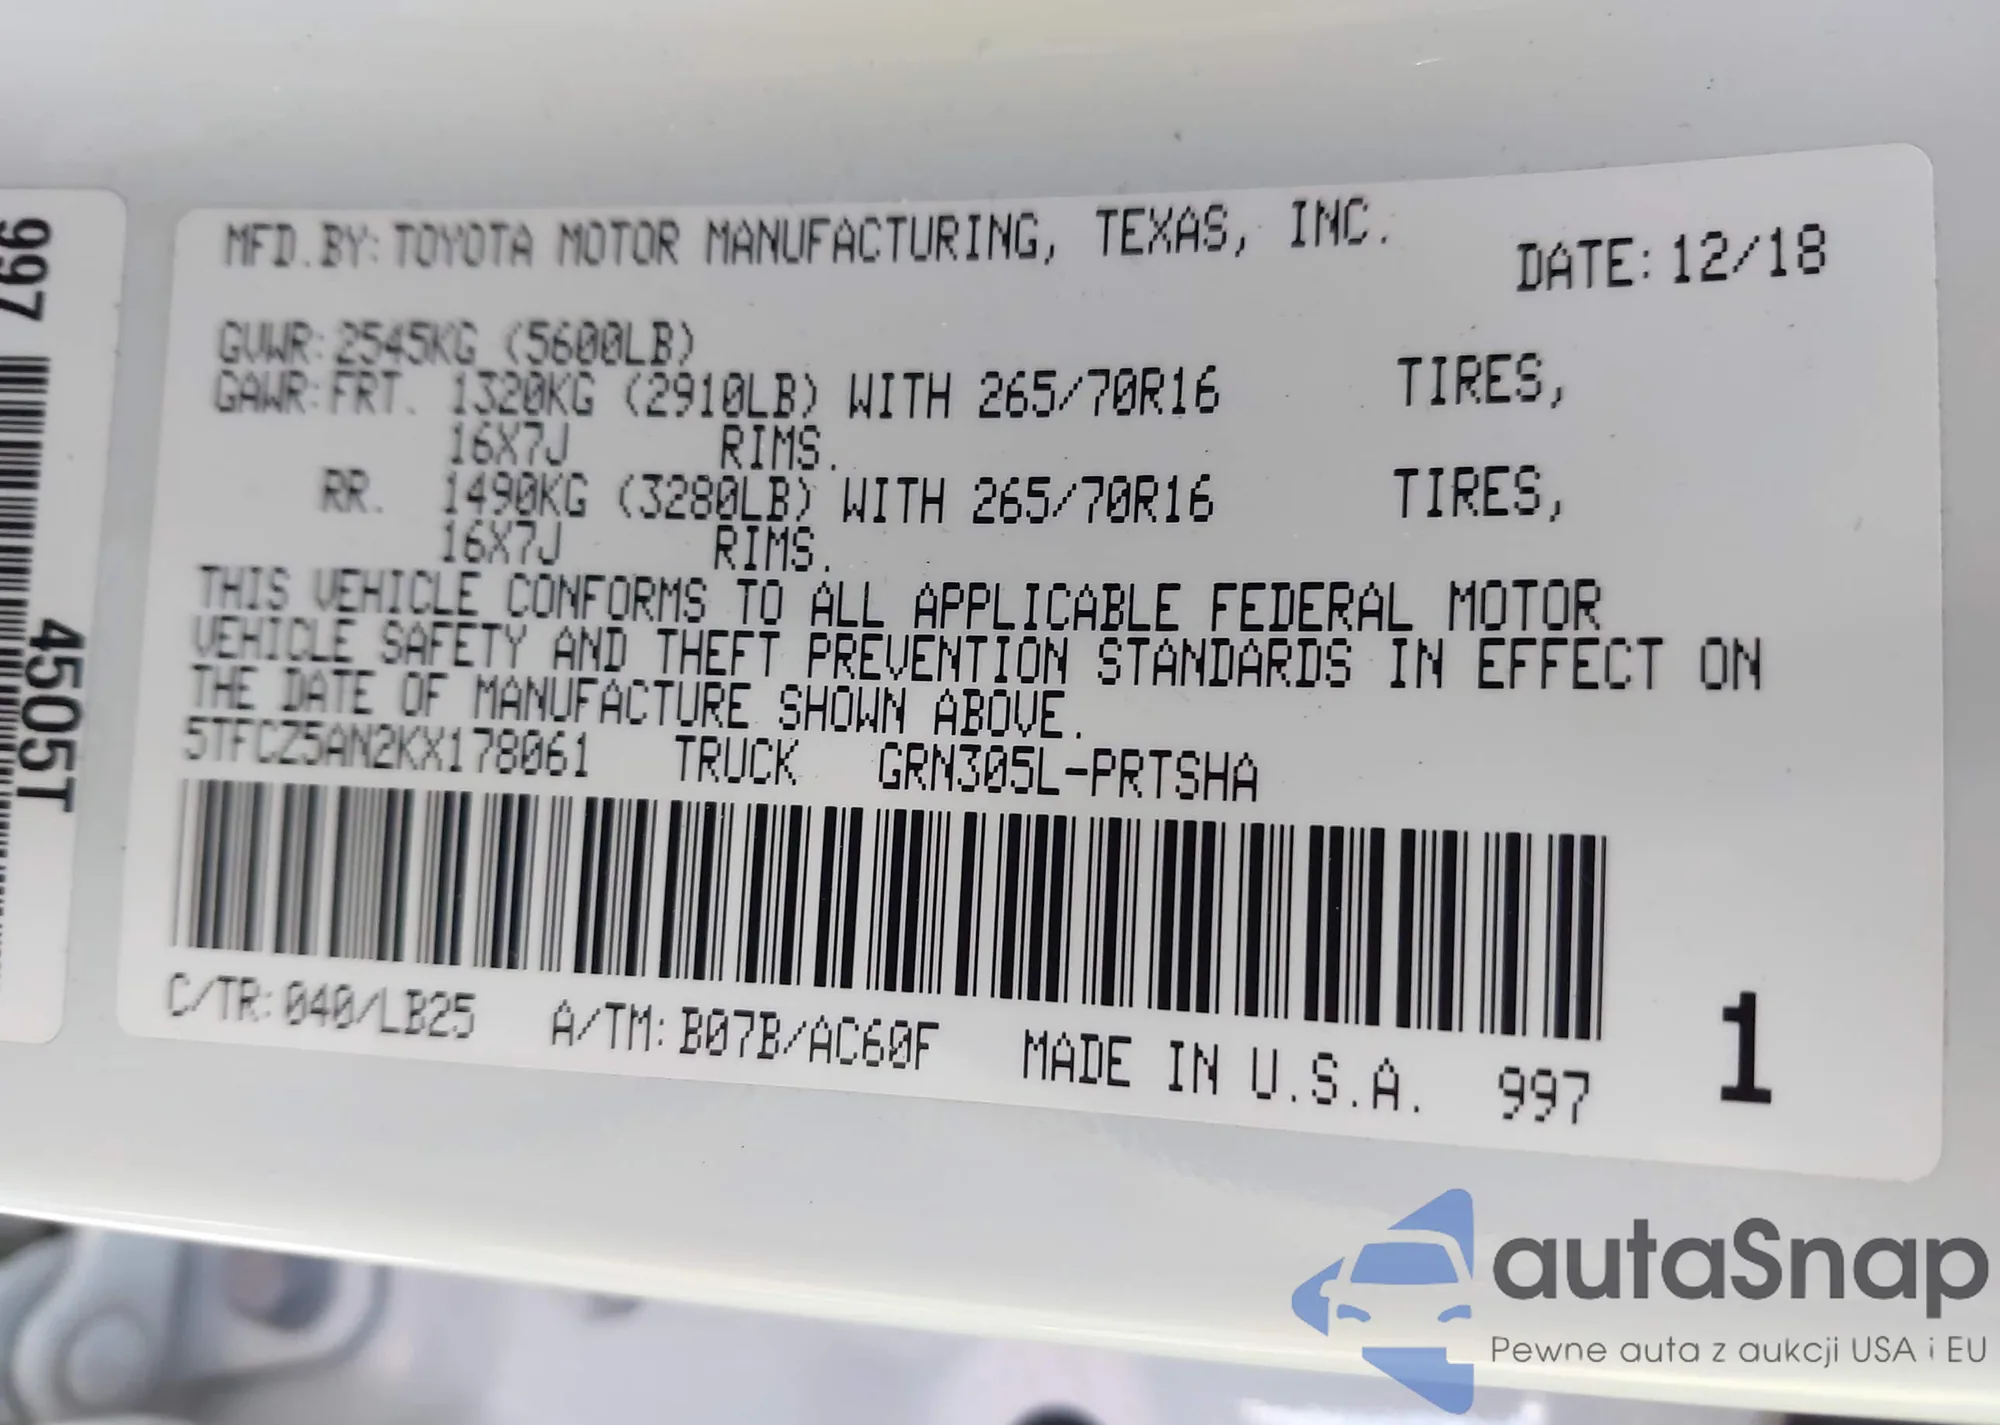 MFD.BY:TOYOTA MOTOR MANUFACTURING, TEXAS, INC. DATE:12/18
GVWR:2545KG (5600LB)
GAWR:FRT. 1320KG (2910LB) WITH 265/70R16 TIRES,
16X7J RIMS.
RR. 1490KG (3280LB) WITH 265/70R16 TIRES,
16X7J RIMS.
THIS VEHICLE CONFORMS TO ALL APPLICABLE FEDERAL MOTOR
VEHICLE SAFETY AND THEFT PREVENTION STANDARDS IN EFFECT ON
THE DATE OF MANUFACTURE SHOWN ABOVE.
5TFCZ5AN2KX178061 TRUCK GRN305L-PRTSHA
C/TR:040/LB25 A/TM:B07B/AC60F MADE IN U.S.A. 997 1
997
4505T
autaSnap
Pewne auta z aukcji USA i EU